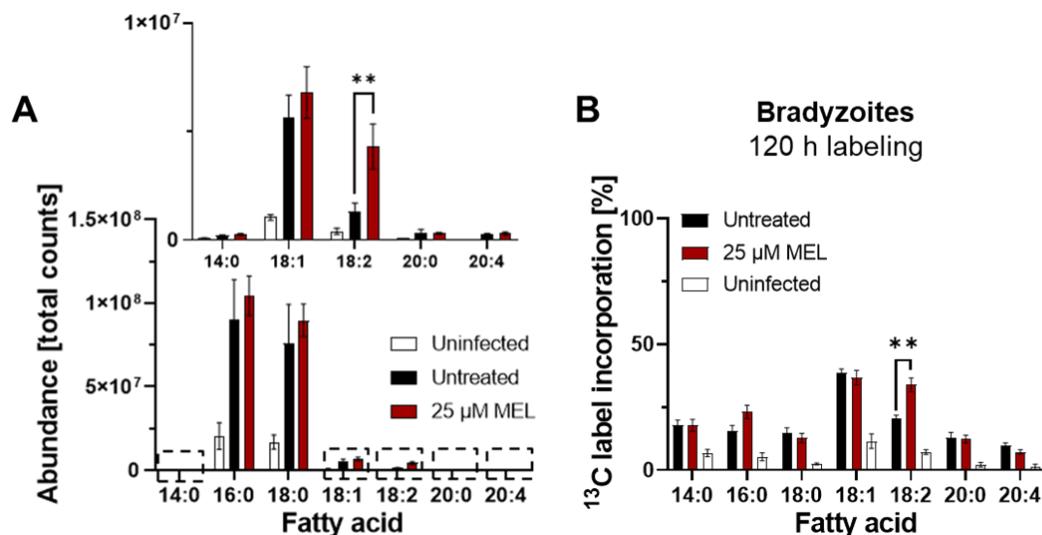 A
1×10⁷
**
0
14:0 18:1 18:2 20:0 20:4
Abundance [total counts]
1.5×10⁸
1×10⁸
5×10⁷
0
Uninfected
Untreated
25 µM MEL
14:0 16:0 18:0 18:1 18:2 20:0 20:4
Fatty acid
B
Bradyzoites
120 h labeling
¹³C label incorporation [%]
100
50
0
Untreated
25 µM MEL
Uninfected
**
14:0 16:0 18:0 18:1 18:2 20:0 20:4
Fatty acid